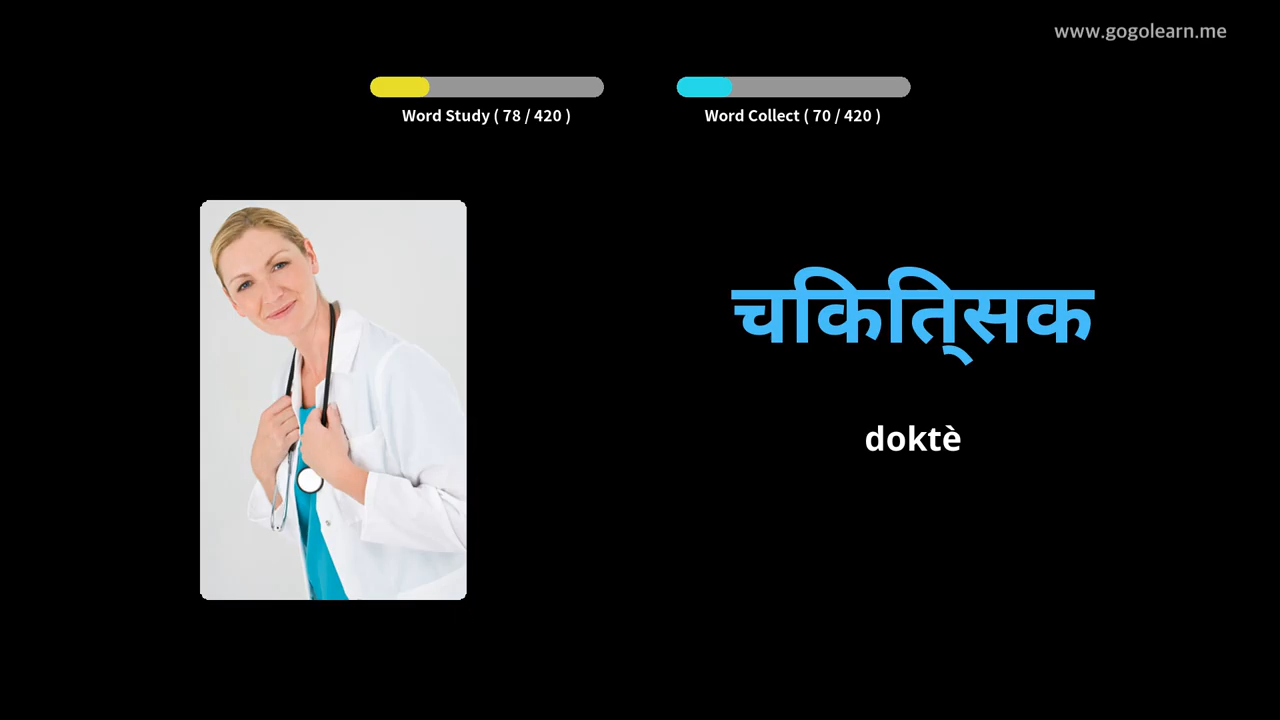 www.gogolearn.me
Word Study ( 78 / 420 )
Word Collect ( 70 / 420 )
चिकित्सक
doktè